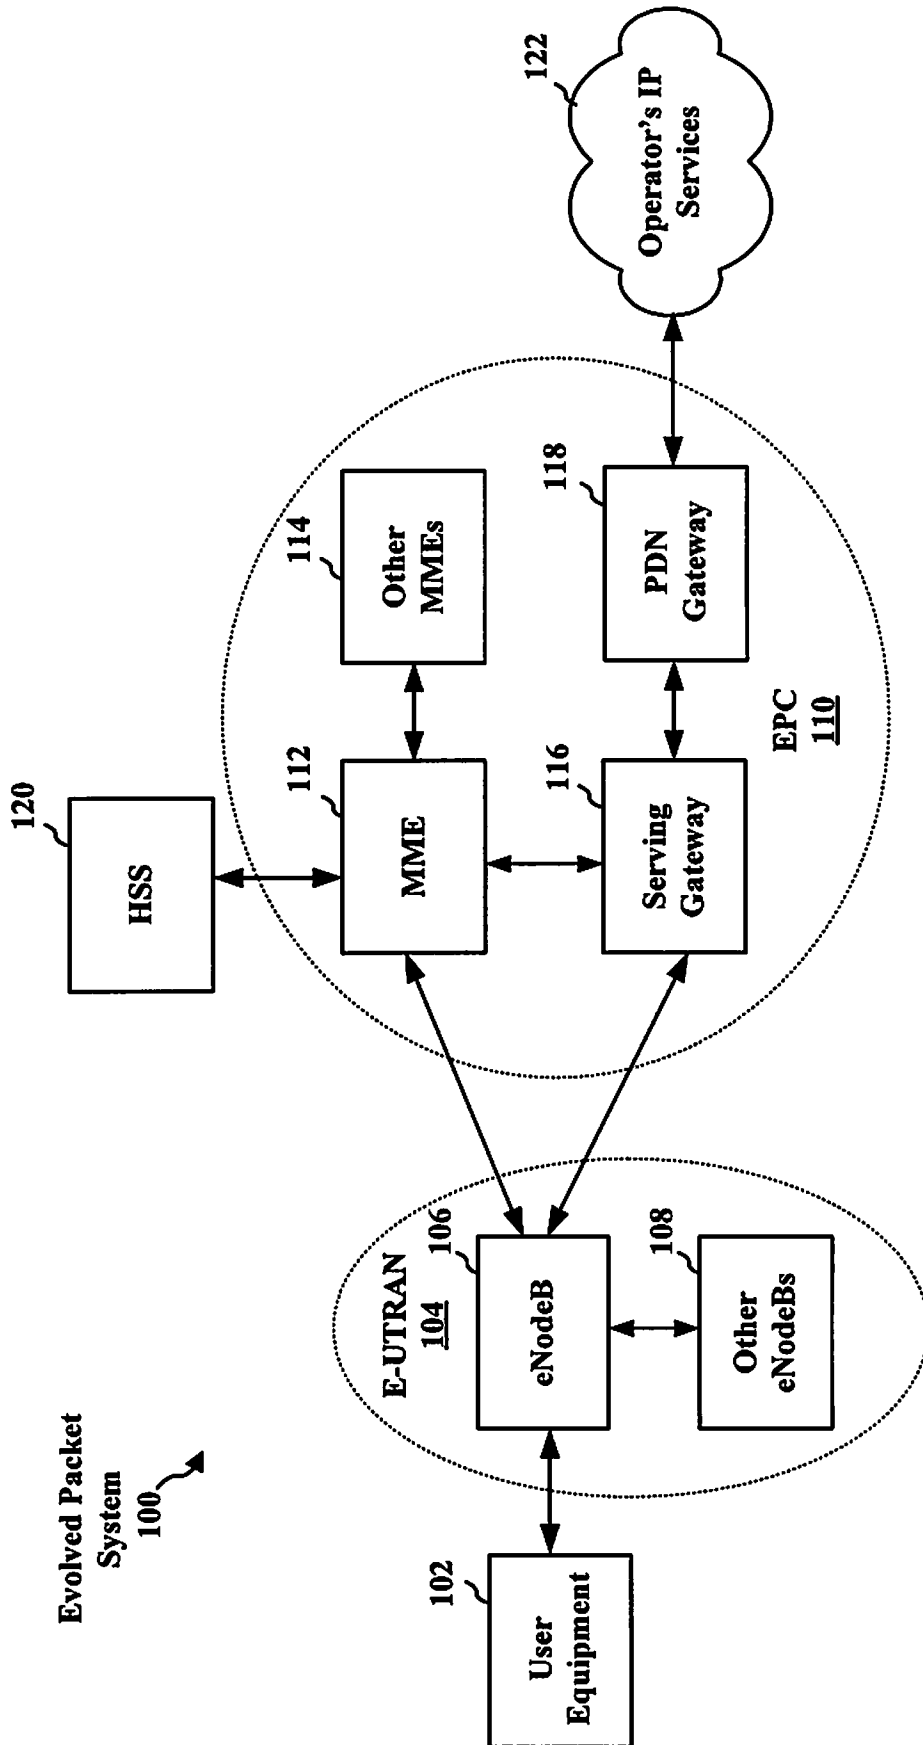 Evolved Packet
System
100
102
User
Equipment
E-UTRAN
104
106
eNodeB
108
Other
eNodeBs
120
HSS
112
MME
114
Other
MMEs
116
Serving
Gateway
118
PDN
Gateway
EPC
110
122
Operator's IP
Services